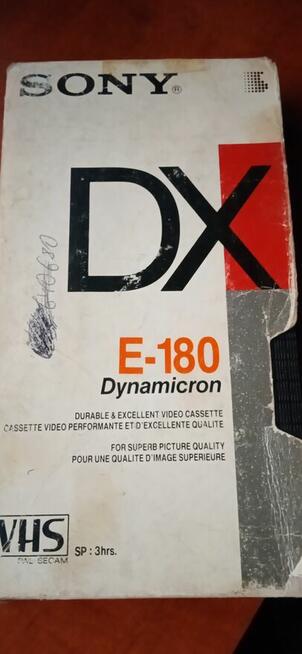 SONY®
DX
E-180
Dynamicron
DURABLE & EXCELLENT VIDEO CASSETTE
CASSETTE VIDEO PERFORMANTE ET D'EXCELLENTE QUALITE
FOR SUPERB PICTURE QUALITY
POUR UNE QUALITE D'IMAGE SUPERIEURE
VHS
PAL SECAM
SP : 3hrs.